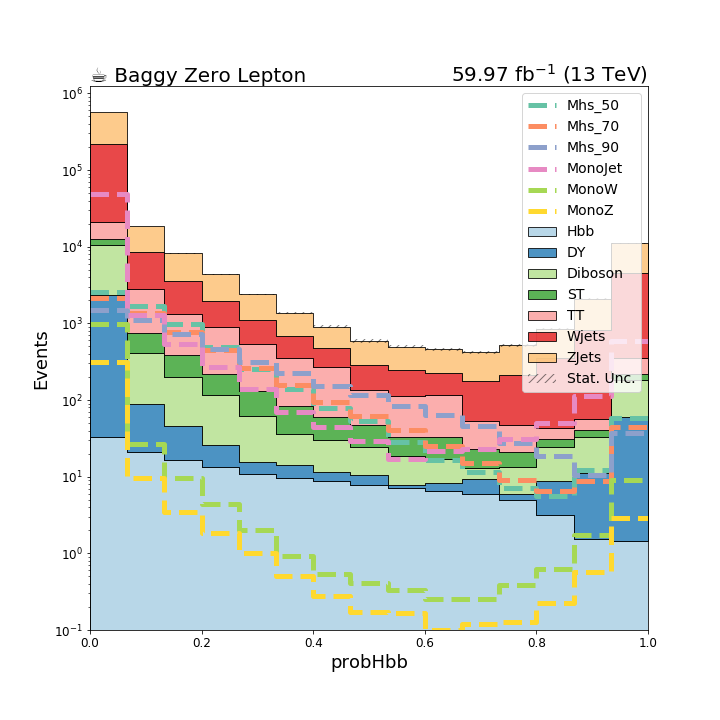 ☕ Baggy Zero Lepton
59.97 fb⁻¹ (13 TeV)
Events
10⁶
10⁵
10⁴
10³
10²
10¹
10⁰
10⁻¹
Mhs_50
Mhs_70
Mhs_90
MonoJet
MonoW
MonoZ
Hbb
DY
Diboson
ST
TT
Wjets
ZJets
Stat. Unc.
0.0 0.2 0.4 0.6 0.8 1.0
probHbb